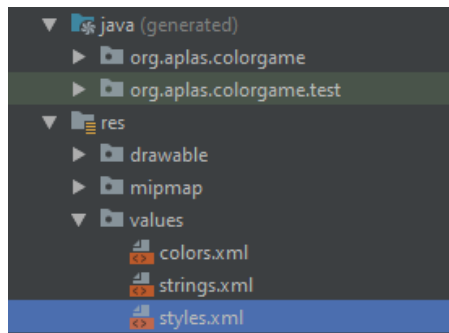 java (generated)
org.aplas.colorgame
org.aplas.colorgame.test
res
drawable
mipmap
values
colors.xml
strings.xml
styles.xml